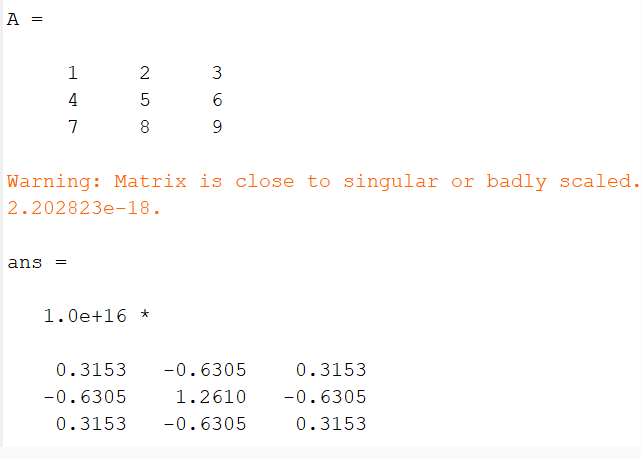 A =
1 2 3
4 5 6
7 8 9
Warning: Matrix is close to singular or badly scaled.
2.202823e-18.
ans =
1.0e+16 *
0.3153 -0.6305 0.3153
-0.6305 1.2610 -0.6305
0.3153 -0.6305 0.3153